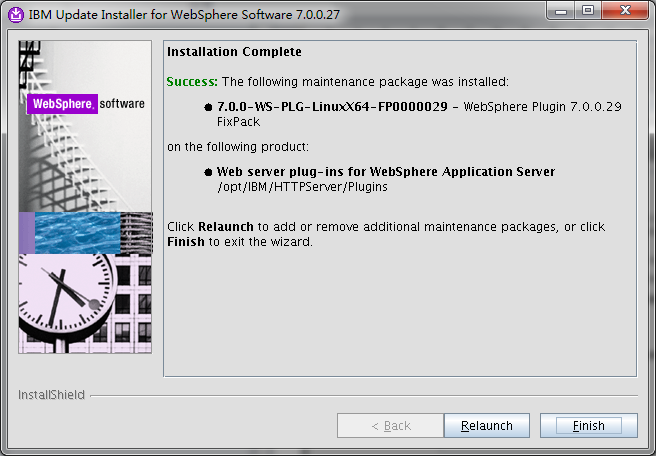 IBM Update Installer for WebSphere Software 7.0.0.27
WebSphere. software
Installation Complete
Success: The following maintenance package was installed:
● 7.0.0-WS-PLG-LinuxX64-FP0000029 - WebSphere Plugin 7.0.0.29
FixPack
on the following product:
● Web server plug-ins for WebSphere Application Server
/opt/IBM/HTTPServer/Plugins
Click Relaunch to add or remove additional maintenance packages, or click
Finish to exit the wizard.
InstallShield
< Back
Relaunch
Finish